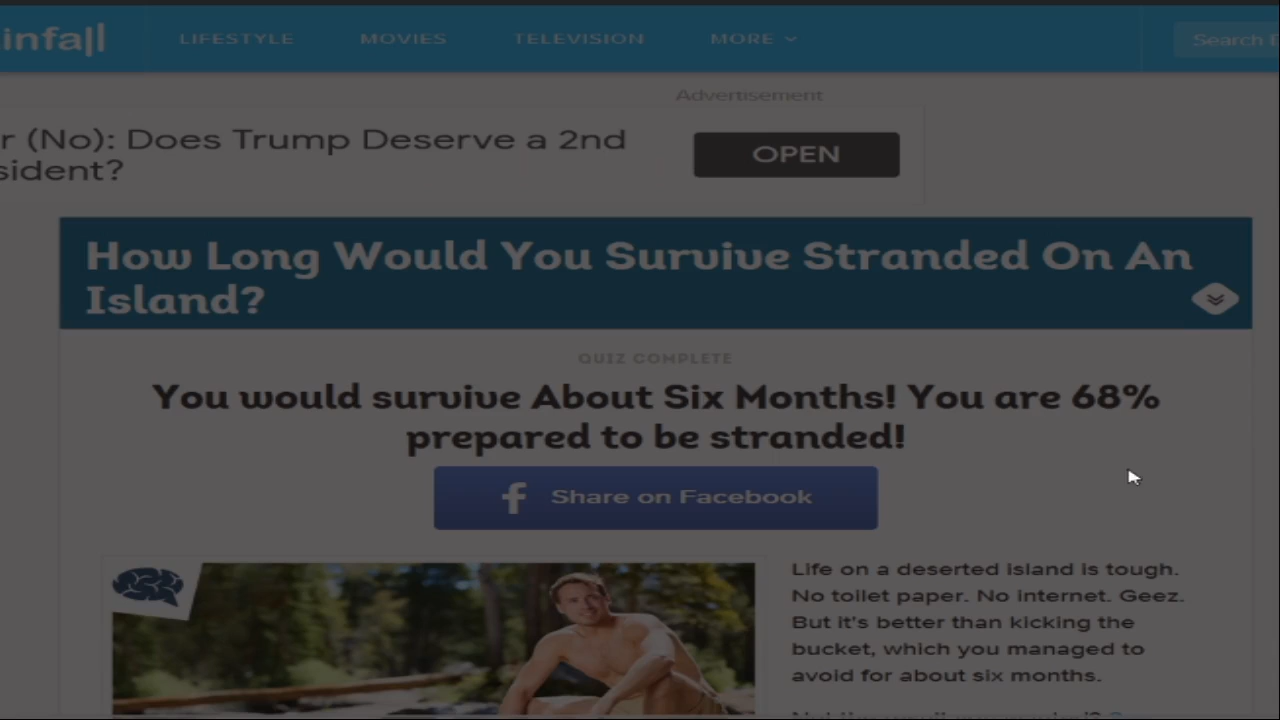 infall
LIFESTYLE MOVIES TELEVISION MORE Search
Advertisement
r (No): Does Trump Deserve a 2nd
sident?
OPEN
How Long Would You Survive Stranded On An
Island?
QUIZ COMPLETE
You would survive About Six Months! You are 68%
prepared to be stranded!
f Share on Facebook
Life on a deserted island is tough.
No toilet paper. No internet. Geez.
But it's better than kicking the
bucket, which you managed to
avoid for about six months.